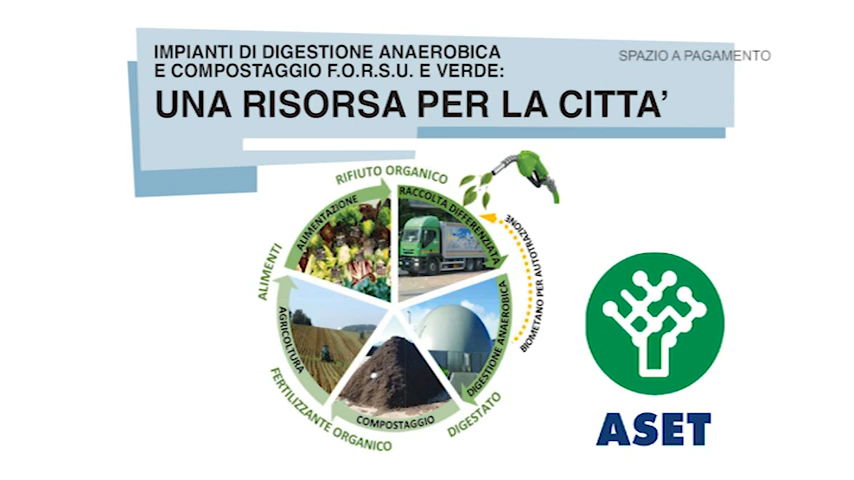 IMPIANTI DI DIGESTIONE ANAEROBICA
SPAZIO A PAGAMENTO
E COMPOSTAGGIO F.O.R.S.U. E VERDE:
UNA RISORSA PER LA CITTA'
RIFIUTO ORGANICO
ALIMENTAZIONE
RACCOLTA DIFFERENZIATA
BIOMETANO PER AUTOTRAZIONE
ALIMENTI
AGRICOLTURA
DIGESTIONE ANAEROBICA
COMPOSTAGGIO
DIGESTATO
FERTILIZZANTE ORGANICO
ASET